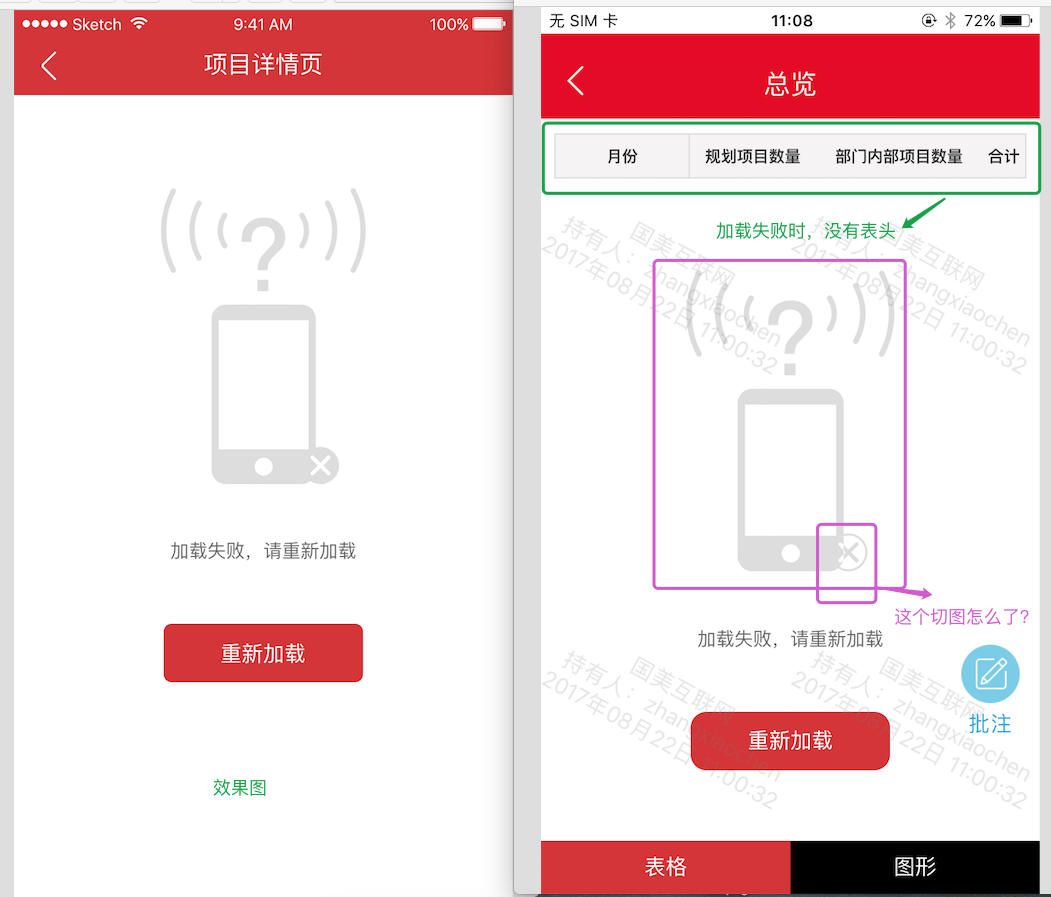 Sketch 9:41 AM 100%
项目详情页
加载失败，请重新加载
重新加载
效果图
无 SIM 卡 11:08 72%
总览
月份 规划项目数量 部门内部项目数量 合计
加载失败时，没有表头
持有人：zhangxiaochen
国美互联网
2017年08月22日 11:00:32
持有人：zhangxiaochen
国美互联网
2017年08月22日 11:00:32
?
?
这个切图怎么了?
加载失败，请重新加载
批注
持有人：zhangxiaochen
国美互联网
2017年08月22日 11:00:32
持有人：zhangxiaochen
国美互联网
2017年08月22日 11:00:32
重新加载
表格 图形